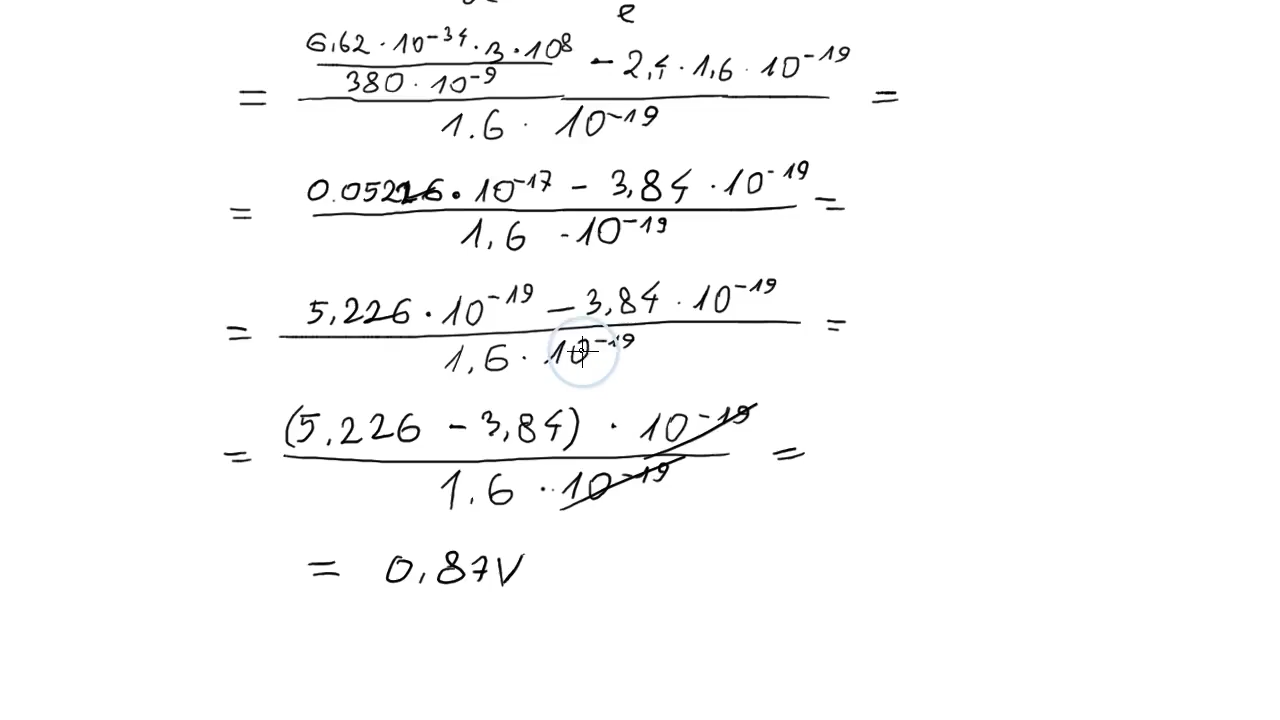 e
6,62 · 10⁻³⁴ · 3 · 10⁸
380 · 10⁻⁹
- 2,4 · 1,6 · 10⁻¹⁹
=
=
1.6 · 10⁻¹⁹
= 0.05226 · 10⁻¹⁷ - 3,84 · 10⁻¹⁹ =
1,6 · 10⁻¹⁹
= 5,226 · 10⁻¹⁹ - 3,84 · 10⁻¹⁹ =
1,6 · 10⁻¹⁹
= (5,226 - 3,84) · 10⁻¹⁹ =
1.6 · 10⁻¹⁹
= 0,87V